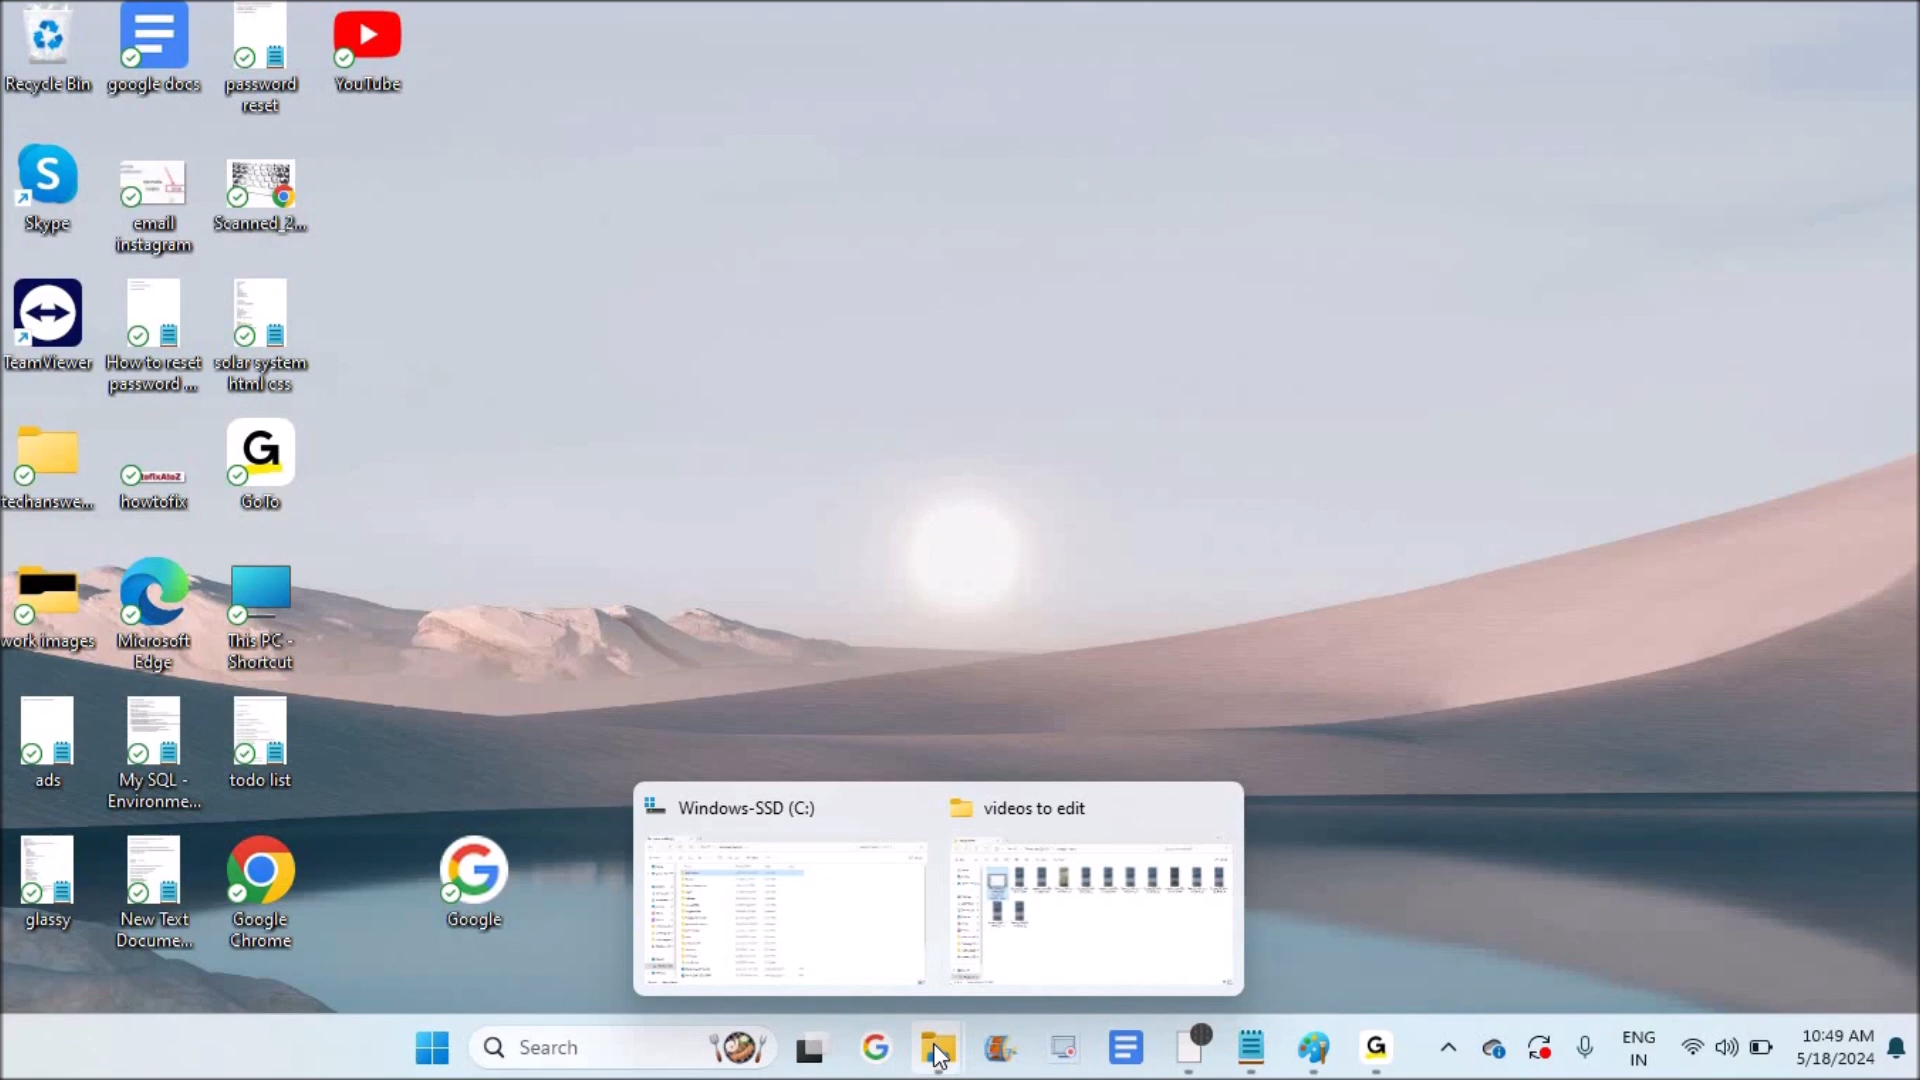 Recycle Bin
google docs
password
reset
YouTube
Skype
email
instagram
Scanned_2...
TeamViewer
How to reset
password ...
solar system
html css
techanswe...
howtofix
GoTo
work images
Microsoft
Edge
This PC -
Shortcut
ads
My SQL -
Environme...
todo list
glassy
New Text
Docume...
Google
Chrome
Google
Windows-SSD (C:)
videos to edit
Search
ENG
IN
10:49 AM
5/18/2024